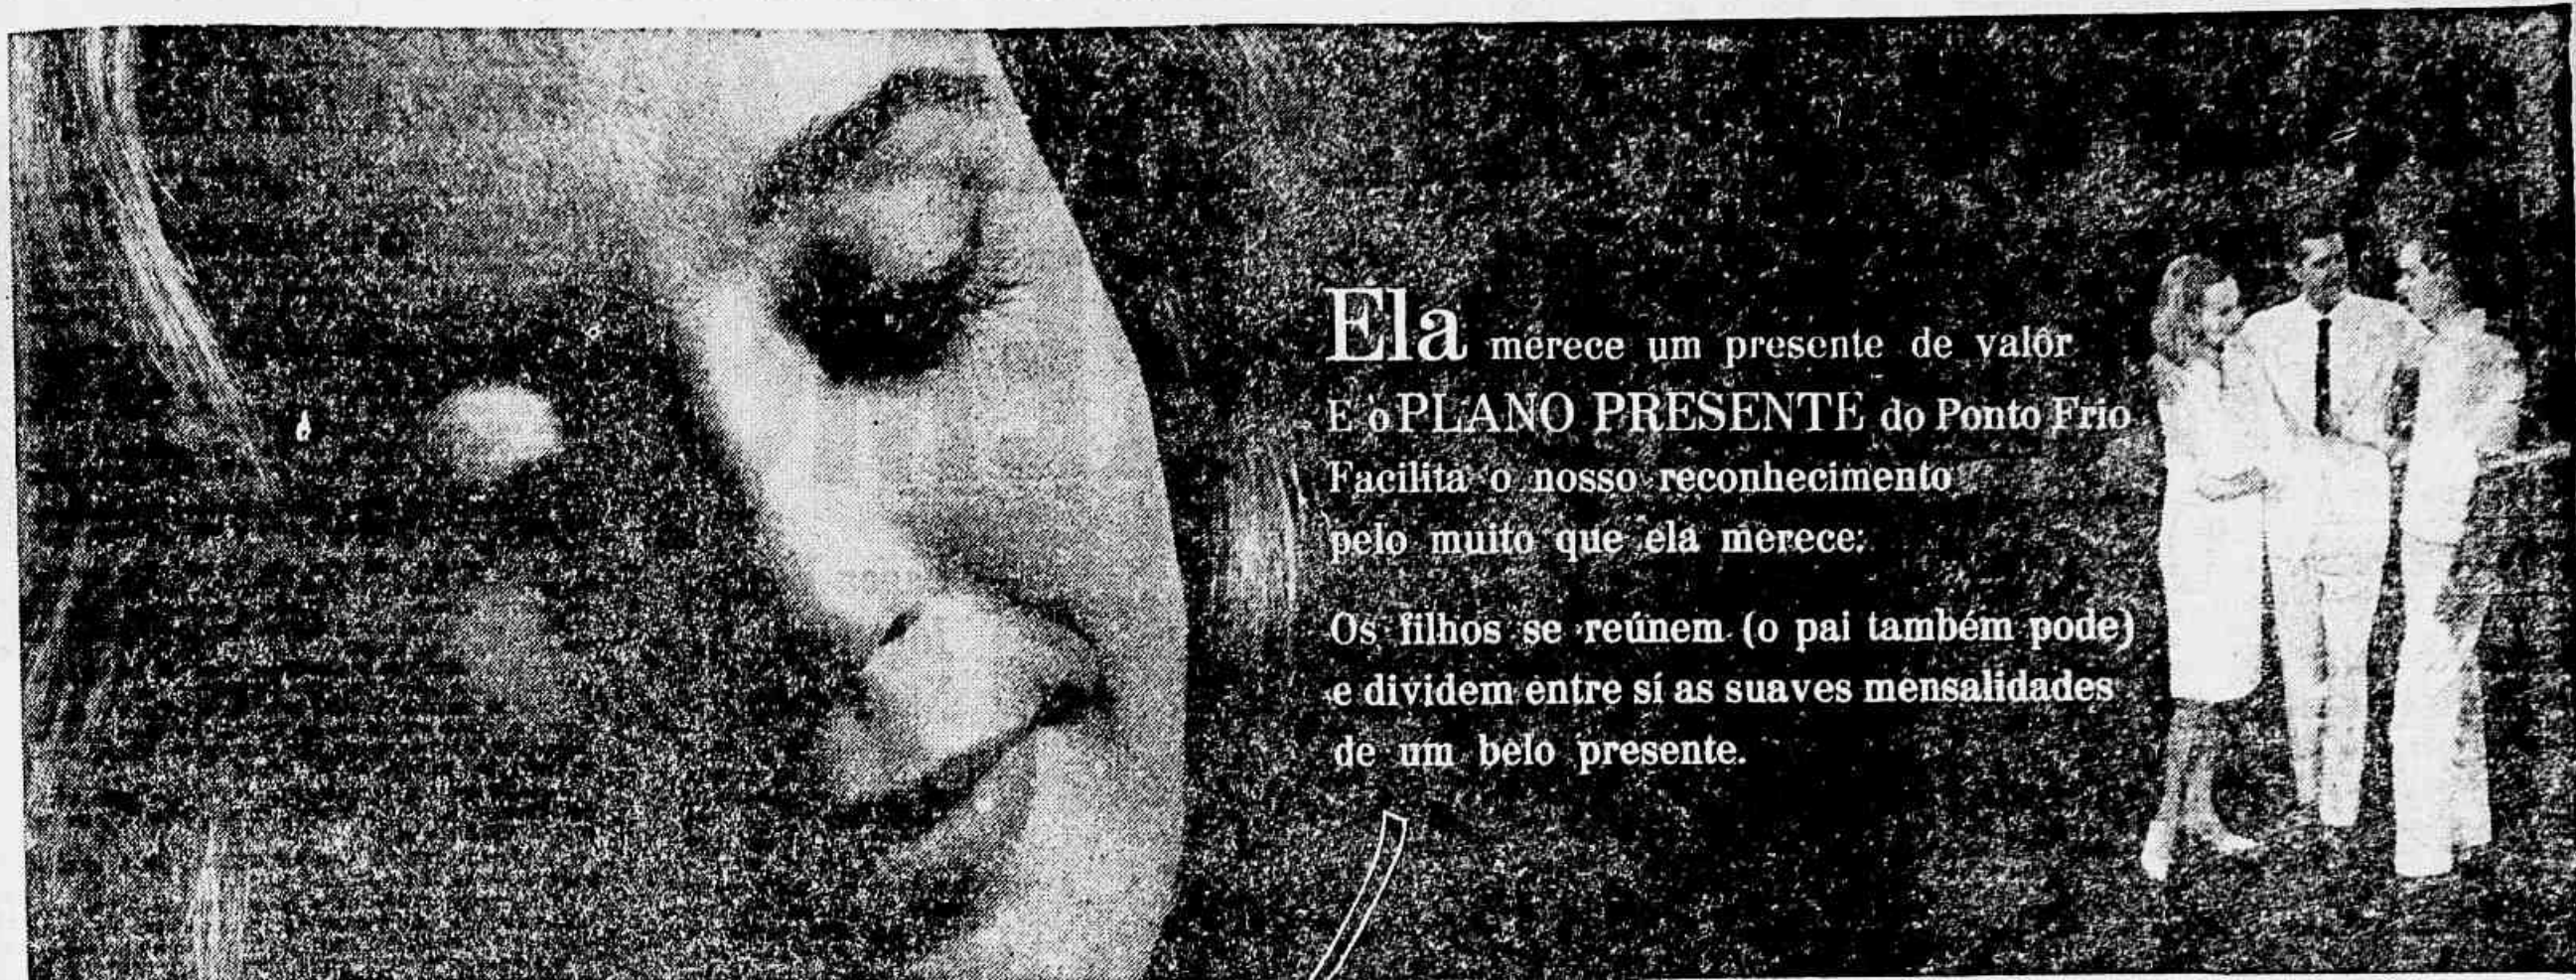 Ela merece um presente de valôr
E o PLANO PRESENTE do Ponto Frio
Facilita o nosso reconhecimento
pelo muito que ela merece:
Os filhos se reúnem (o pai também pode)
e dividem entre sí as suaves mensalidades
de um belo presente.